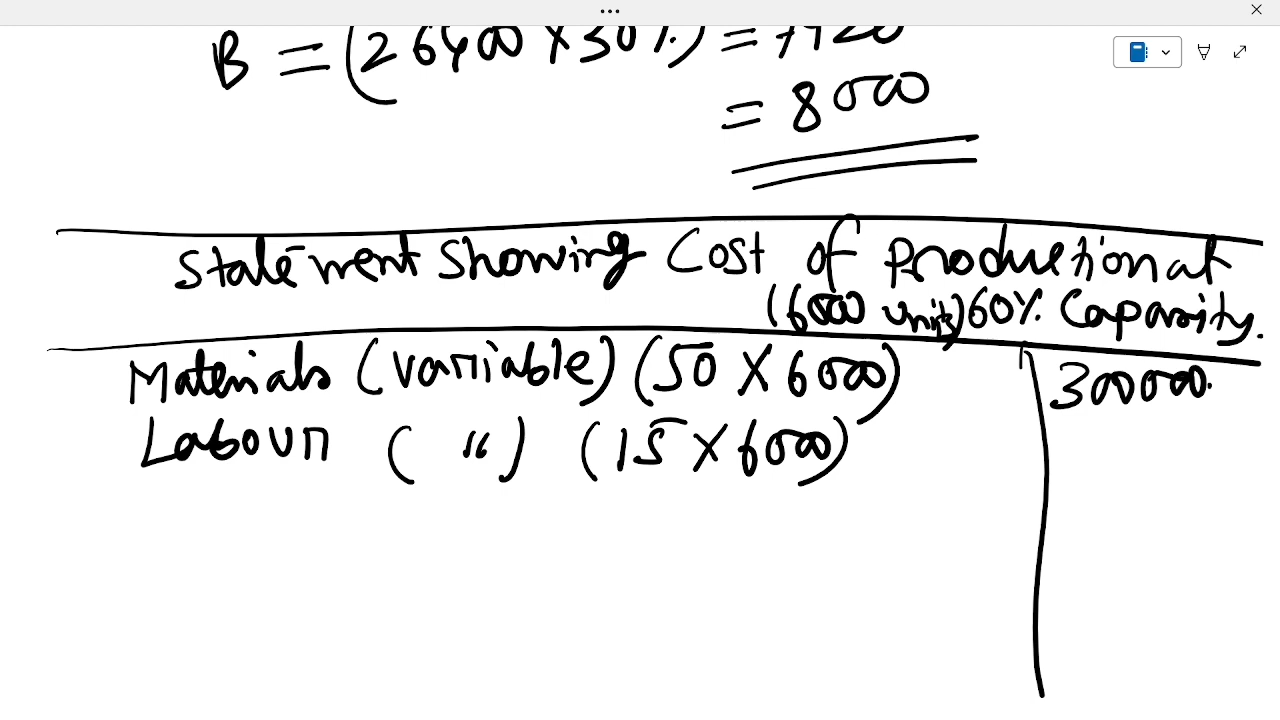 B = (26400 X 30%) = 7920
= 8000
Statement Showing Cost of Production at
(6000 units) 60% Capacity.
Materials (variable) (50 X 6000) 300000.
Labour ( " ) (15 X 6000)